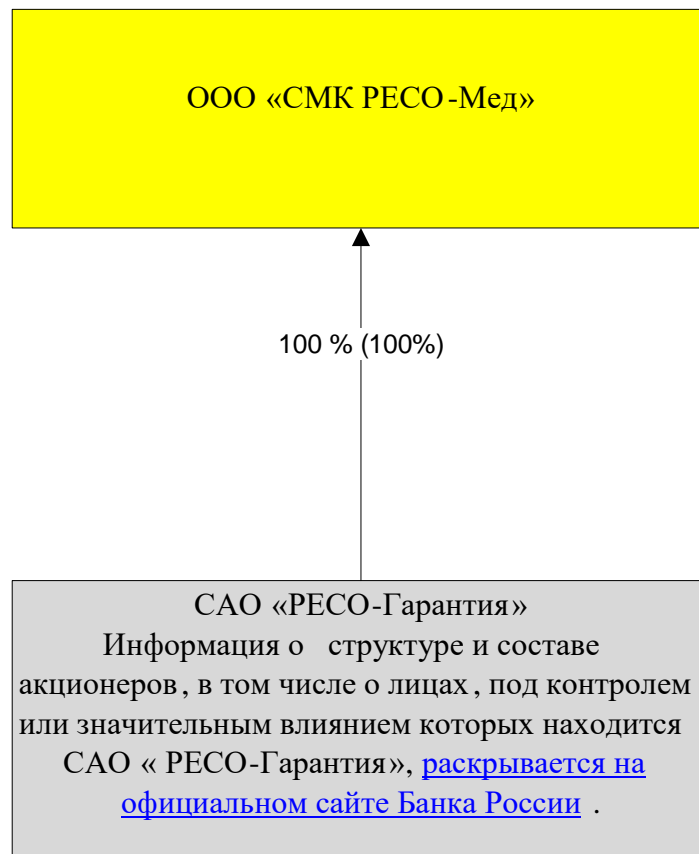 ООО «СМК РЕСО-Мед»
100 % (100%)
САО «РЕСО-Гарантия»
Информация о структуре и составе
акционеров, в том числе о лицах, под контролем
или значительным влиянием которых находится
САО « РЕСО-Гарантия», раскрывается на
официальном сайте Банка России .